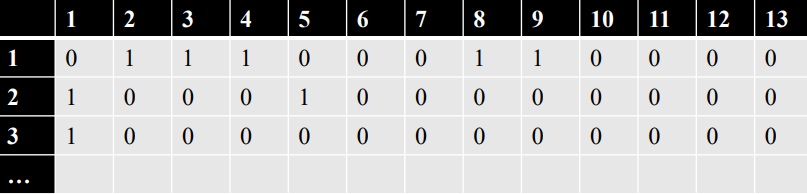 1 2 3 4 5 6 7 8 9 10 11 12 13
1 0 1 1 1 0 0 0 1 1 0 0 0 0
2 1 0 0 0 1 0 0 0 0 0 0 0 0
3 1 0 0 0 0 0 0 0 0 0 0 0 0
…